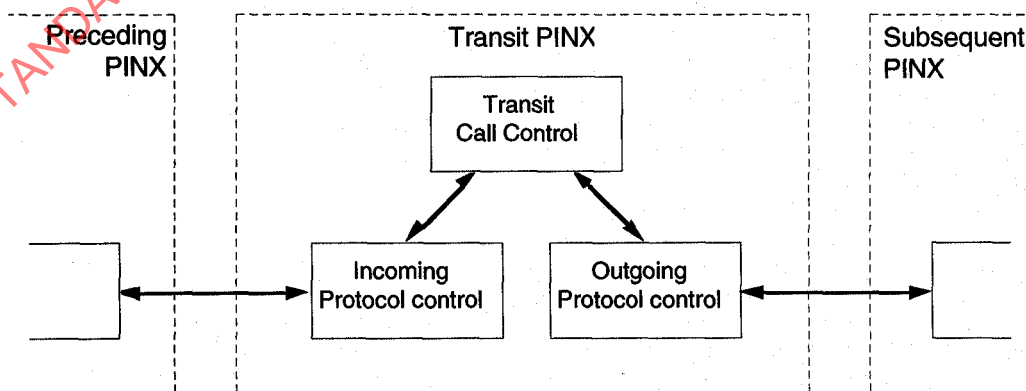 Preceding
PINX
Transit PINX
Subsequent
PINX
Transit
Call Control
Incoming
Protocol control
Outgoing
Protocol control